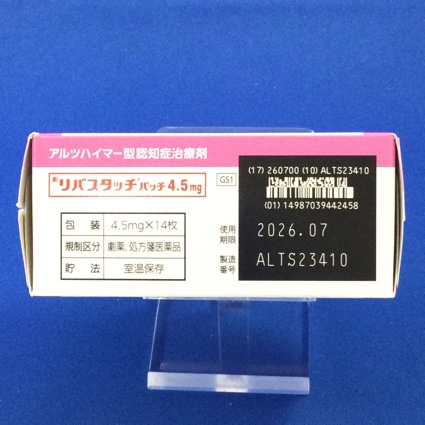 アルツハイマー型認知症治療剤
リバスタッチ®パッチ4.5mg
GS1
(17) 260700 (10) ALTS23410
(01) 14987039442458
包装 4.5mg×14枚
規制区分 劇薬、処方箋医薬品
貯法 室温保存
使用期限 2026.07
製造番号 ALTS23410